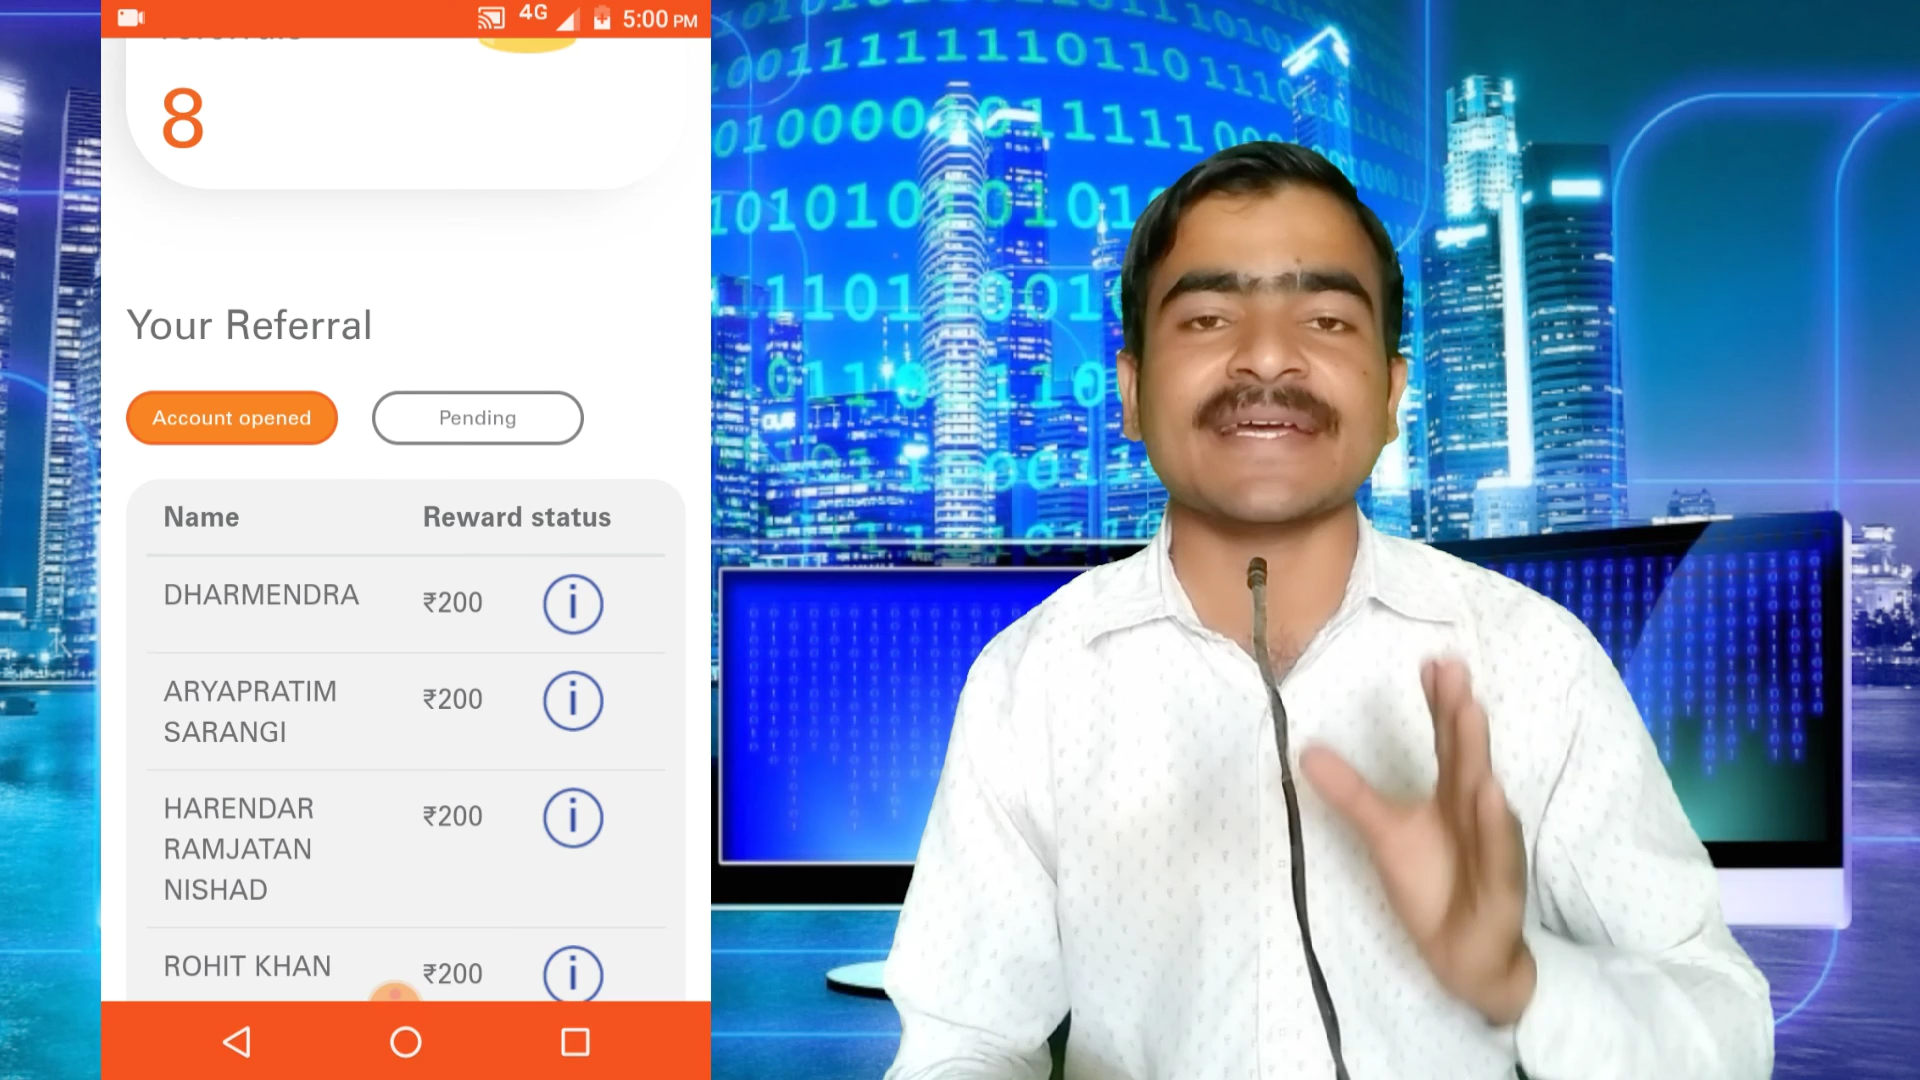 4G 5:00 PM
8
Your Referral
Account opened
Pending
Name Reward status
DHARMENDRA ₹200 i
ARYAPRATIM
SARANGI
₹200 i
HARENDAR
RAMJATAN
NISHAD
₹200 i
ROHIT KHAN ₹200 i